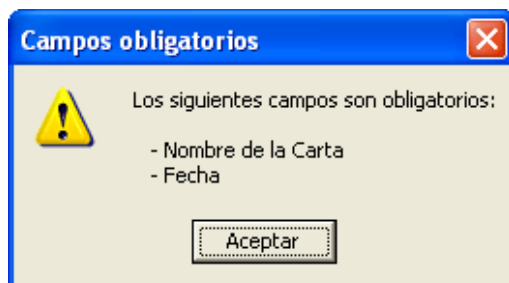 Campos obligatorios
Los siguientes campos son obligatorios:
- Nombre de la Carta
- Fecha
Aceptar